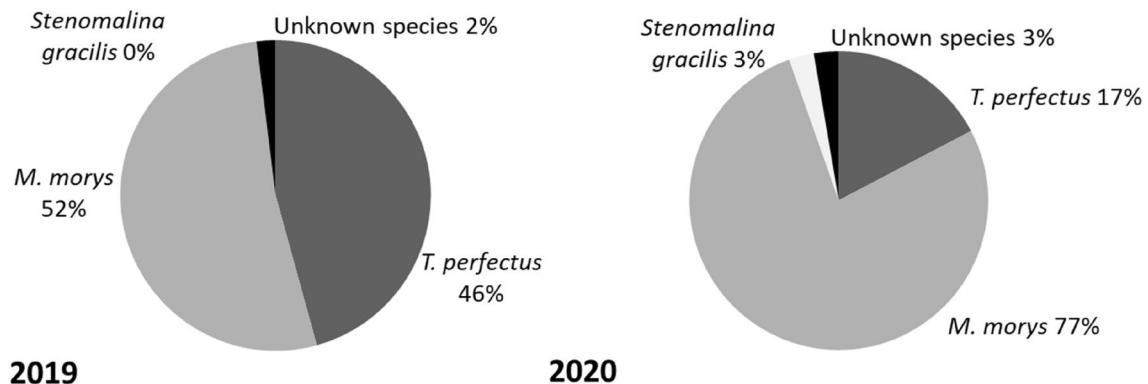 Stenomalina
gracilis 0%
Unknown species 2%
M. morys
52%
T. perfectus
46%
2019
Stenomalina
gracilis 3%
Unknown species 3%
T. perfectus 17%
M. morys 77%
2020